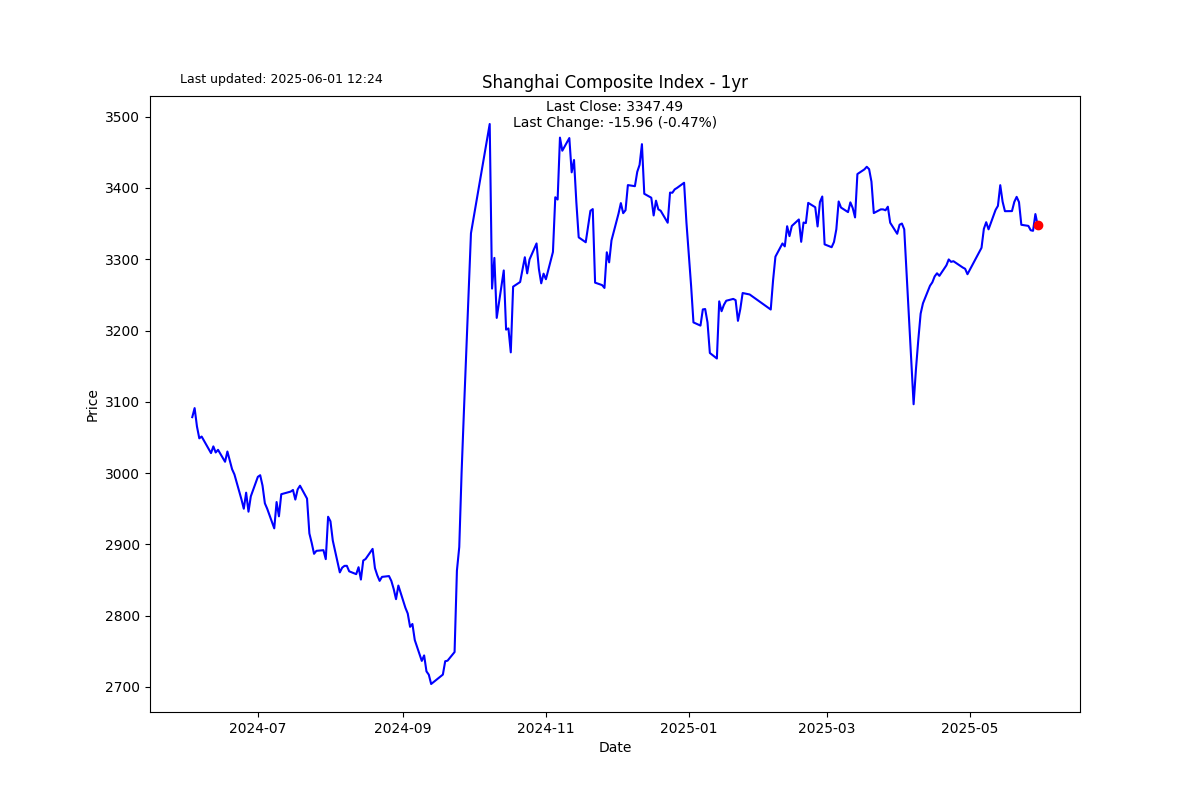 Last updated: 2025-06-01 12:24
Shanghai Composite Index - 1yr
Last Close: 3347.49
Last Change: -15.96 (-0.47%)
3500
3400
3300
3200
3100
3000
2900
2800
2700
Price
2024-07
2024-09
2024-11
2025-01
2025-03
2025-05
Date